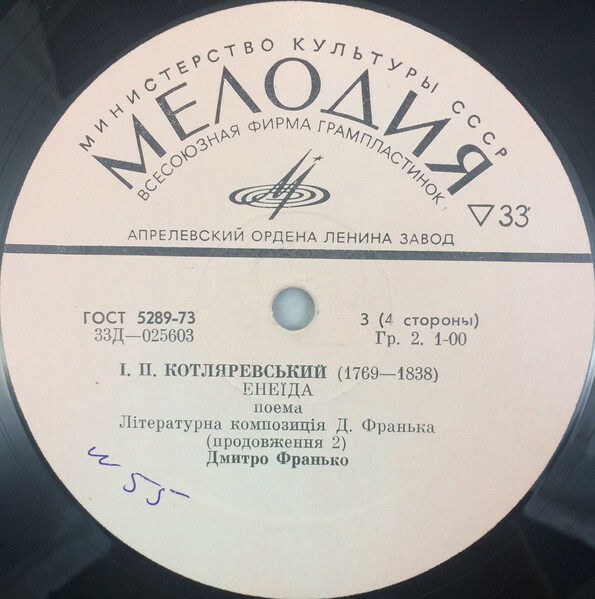 МИНИСТЕРСТВО КУЛЬТУРЫ СССР
МЕЛОДИЯ
ВСЕСОЮЗНАЯ ФИРМА ГРАМПЛАСТИНОК
33
АПРЕЛЕВСКИЙ ОРДЕНА ЛЕНИНА ЗАВОД
ГОСТ 5289-73
33Д—025603
3 (4 стороны)
Гр. 2. 1-00
І. П. КОТЛЯРЕВСЬКИЙ (1769—1838)
ЕНЕЇДА
поема
Літературна композиція Д. Франька
(продовження 2)
Дмитро Франько
55